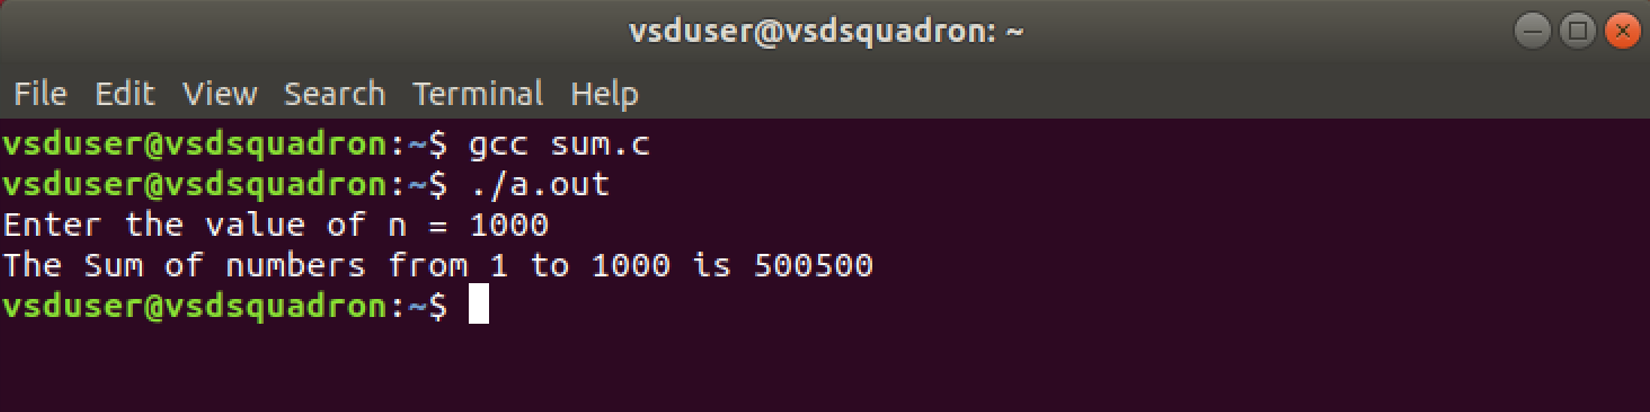 vsduser@vsdsquadron: ~
File Edit View Search Terminal Help
vsduser@vsdsquadron:~$ gcc sum.c
vsduser@vsdsquadron:~$ ./a.out
Enter the value of n = 1000
The Sum of numbers from 1 to 1000 is 500500
vsduser@vsdsquadron:~$